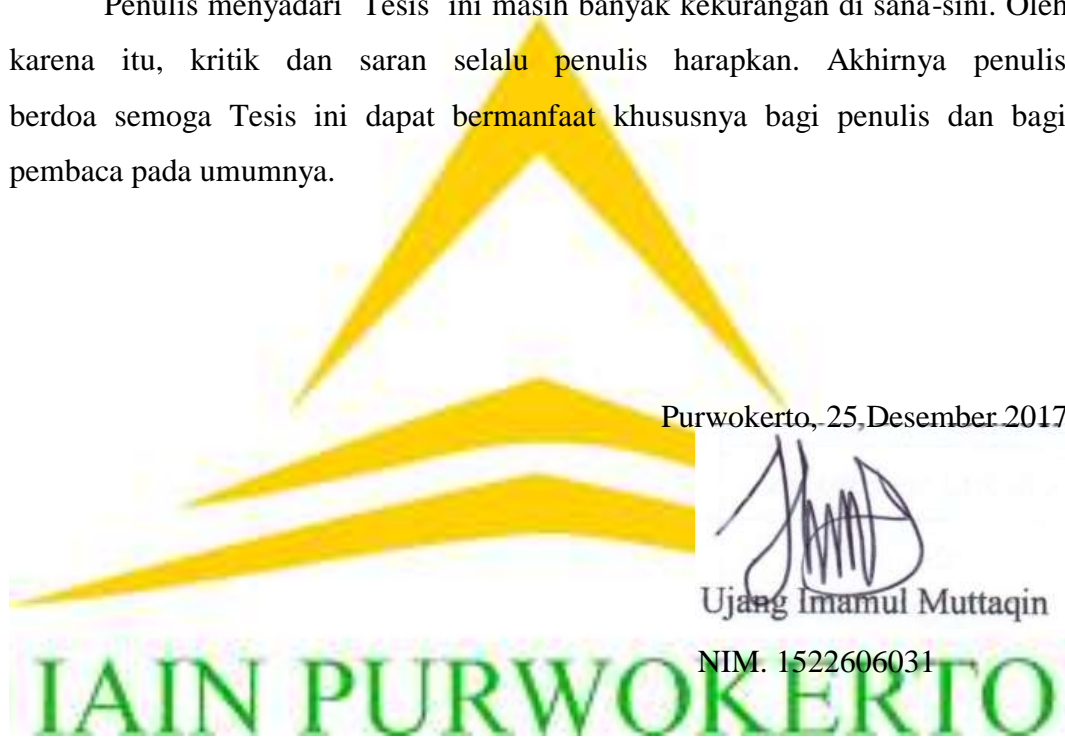 Penulis menyadari Tesis ini masih banyak kekurangan di sana-sini. Oleh
karena itu, kritik dan saran selalu penulis harapkan. Akhirnya penulis
berdoa semoga Tesis ini dapat bermanfaat khususnya bagi penulis dan bagi
pembaca pada umumnya.
Purwokerto, 25 Desember 2017
Ujang Imamul Muttaqin
NIM. 1522606031
IAIN PURWOKERTO